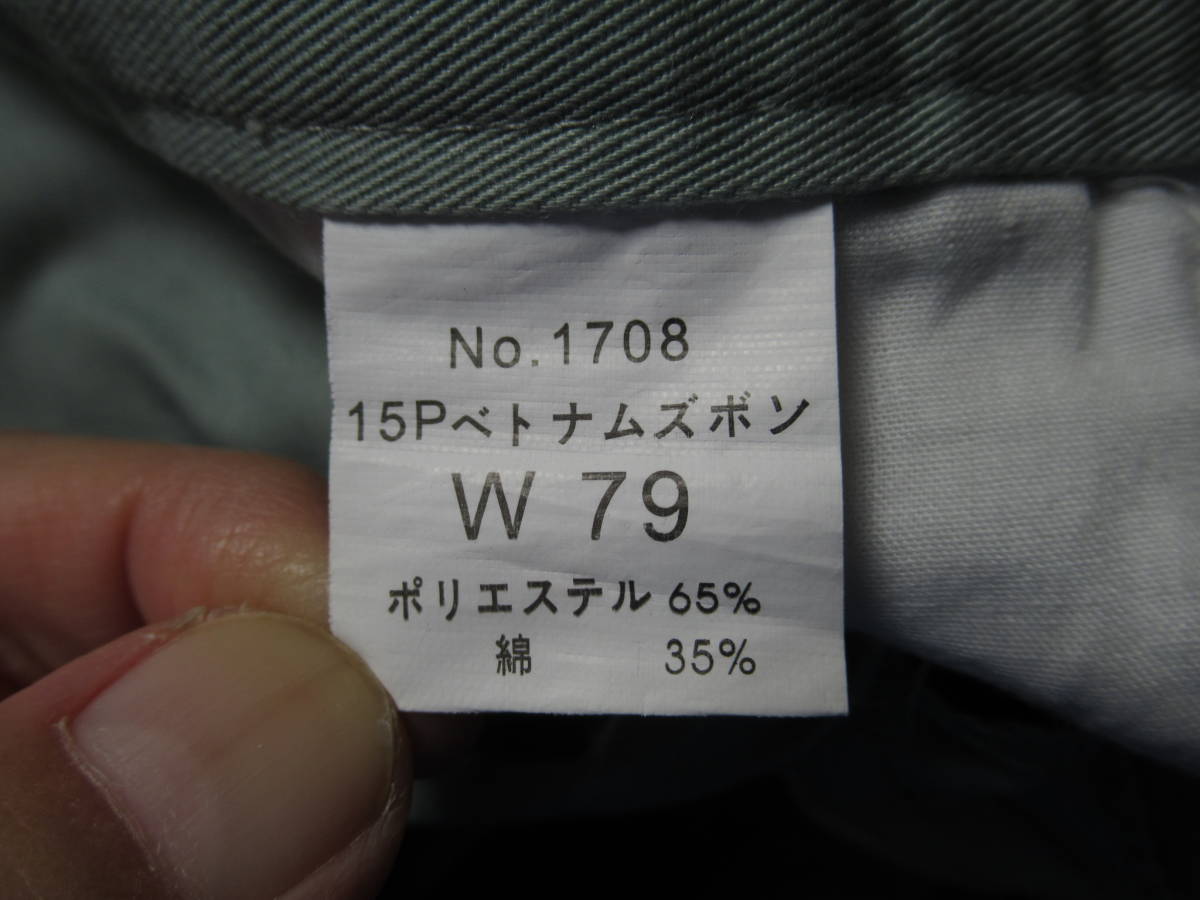 No.1708
15Pベトナムズボン
W 79
ポリエステル 65%
綿 35%